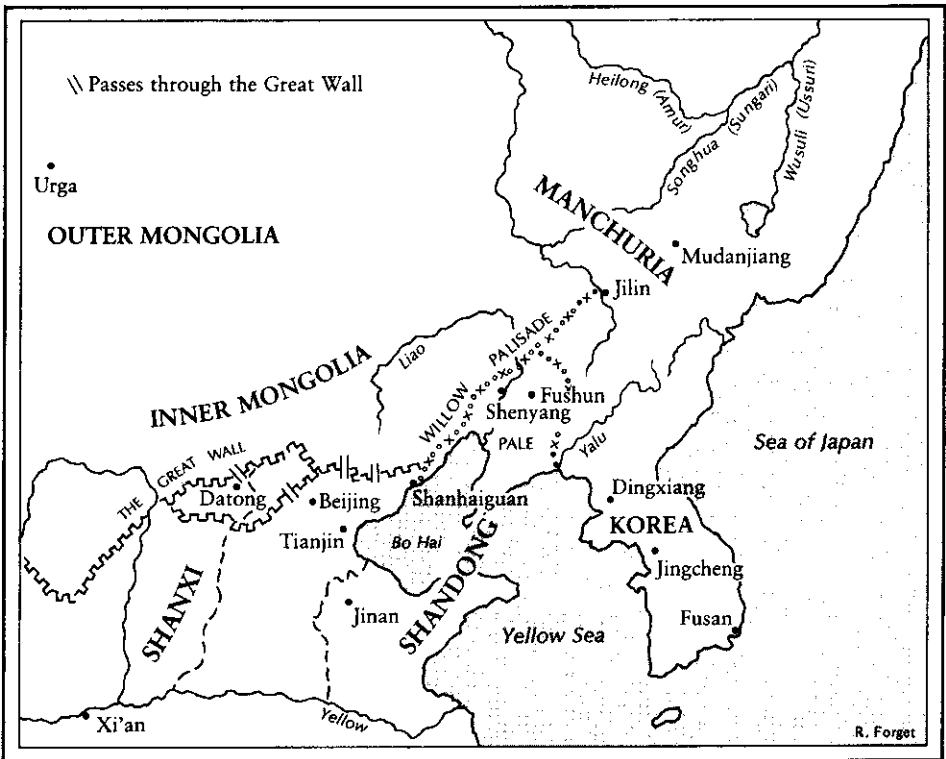 \\ Passes through the Great Wall
Heilong (Amur)
Songhua (Sungari)
Wusuli (Ussuri)
Urga
MANCHURIA
OUTER MONGOLIA
Mudanjiang
Jilin
PALISADE
Liao
INNER MONGOLIA
WILLOW
Fushun
Shenyang
PALE
Yalu
Sea of Japan
THE GREAT WALL
Datong
Beijing
Shanhaiguan
Dingxiang
KOREA
Tianjin
Bo Hai
SHANDONG
Jingcheng
SHANXI
Jinan
Fusan
Yellow Sea
Xi'an
Yellow
R. Forget